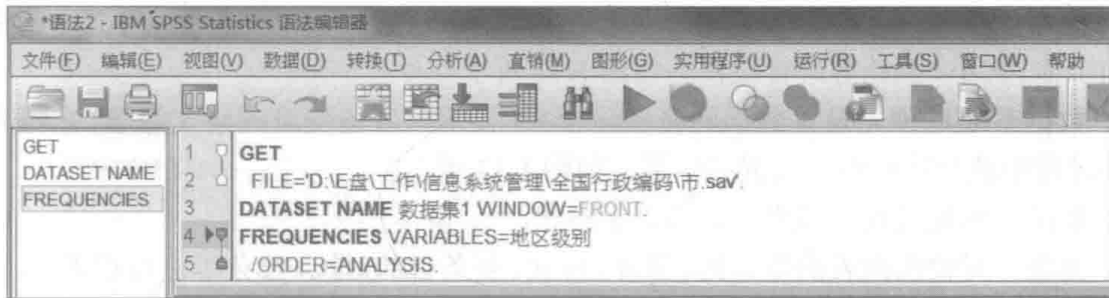 *语法2 - IBM SPSS Statistics 语法编辑器
文件(F) 编辑(E) 视图(V) 数据(D) 转换(T) 分析(A) 直销(M) 图形(G) 实用程序(U) 运行(R) 工具(S) 窗口(W) 帮助
GET
DATASET NAME
FREQUENCIES
1 GET
2 FILE='D:\E盘\工作\信息系统管理\全国行政编码\市.sav'.
3 DATASET NAME 数据集1 WINDOW=FRONT.
4 FREQUENCIES VARIABLES=地区级别
5 /ORDER=ANALYSIS.